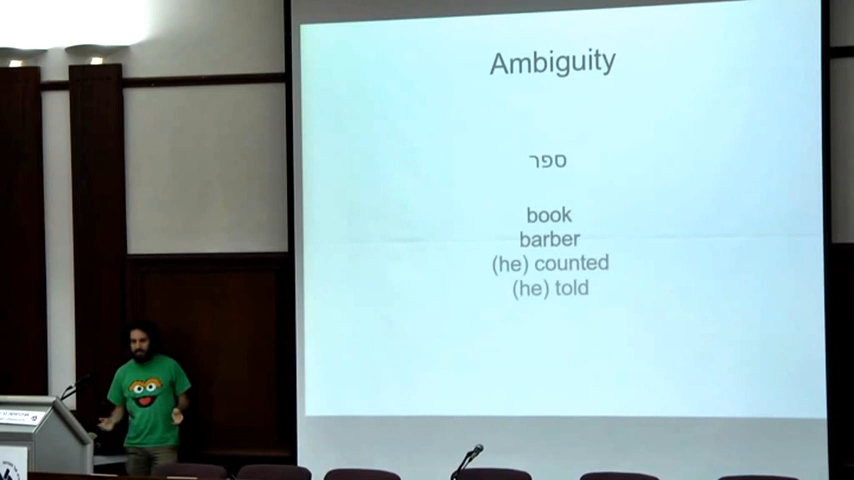 Ambiguity
ספר
book
barber
(he) counted
(he) told